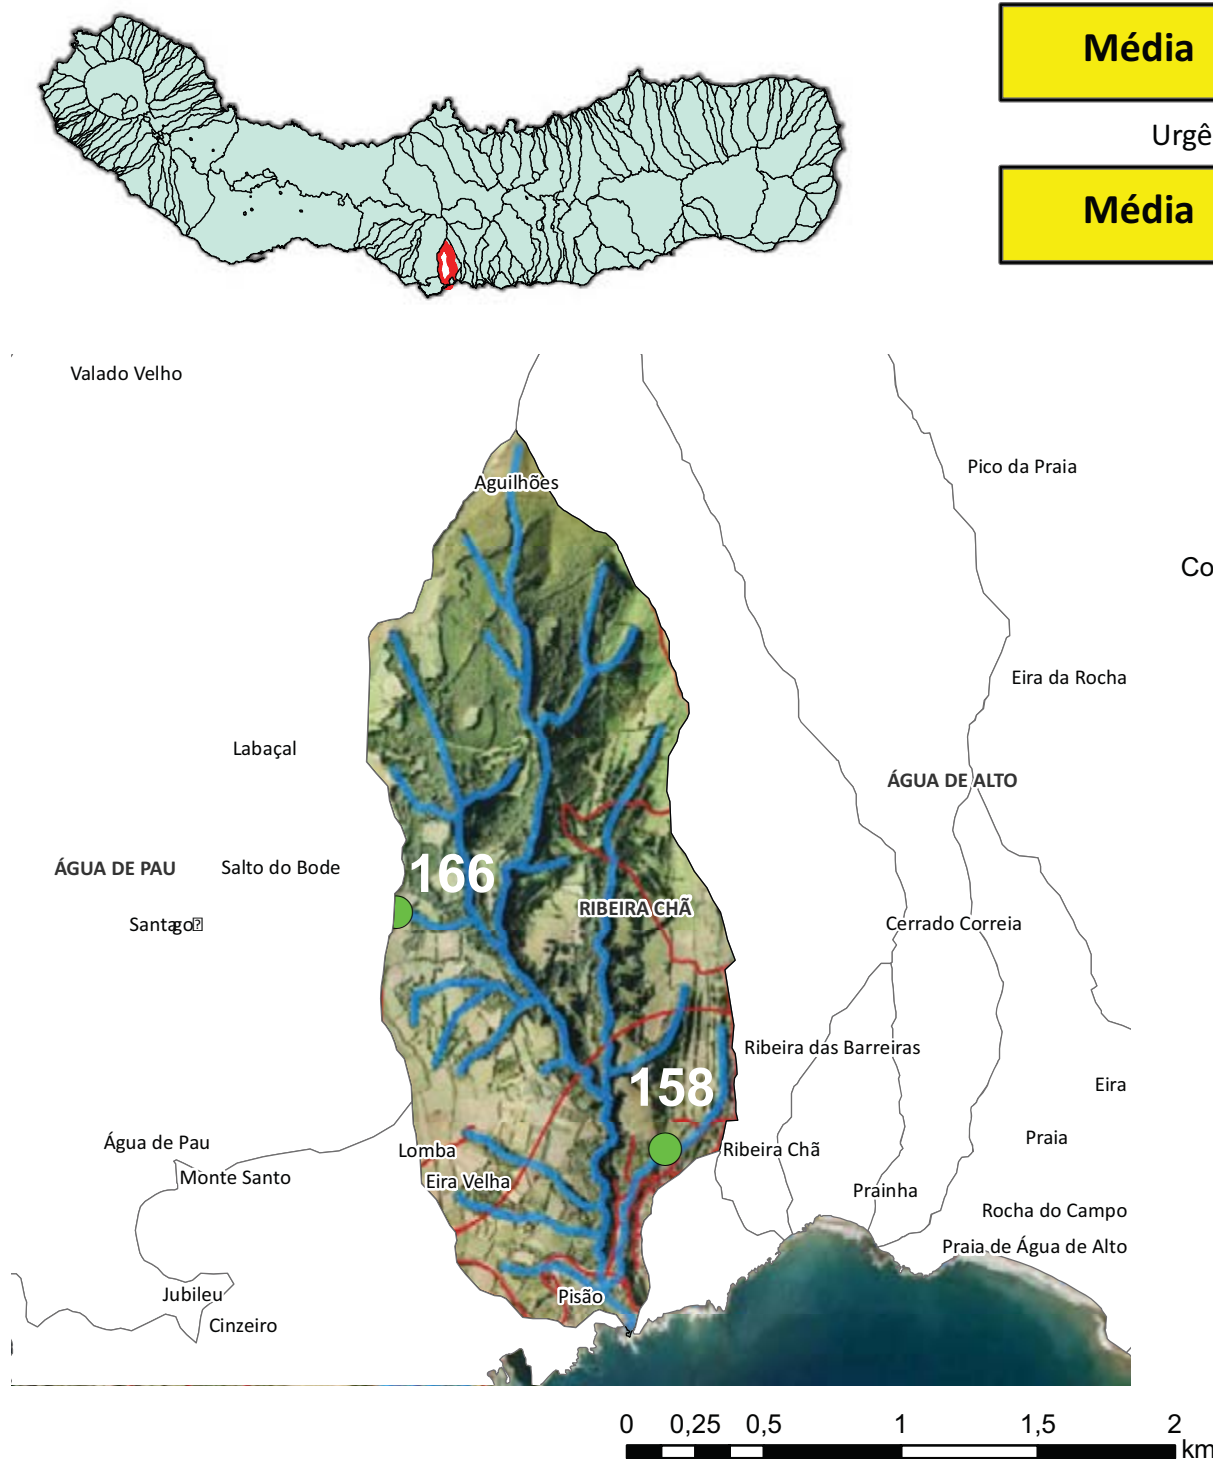 Média
Urgê
Média
Valado Velho
Aguilhões
Pico da Praia
Co
Eira da Rocha
Labaçal
ÁGUA DE ALTO
ÁGUA DE PAU
Salto do Bode
166
RIBEIRA CHÃ
Santago
Cerrado Correia
Ribeira das Barreiras
158
Eira
Água de Pau
Lomba
Ribeira Chã
Praia
Monte Santo
Eira Velha
Prainha
Rocha do Campo
Praia de Água de Alto
Jubileu
Pisão
Cinzeiro
0 0,25 0,5 1 1,5 2
km